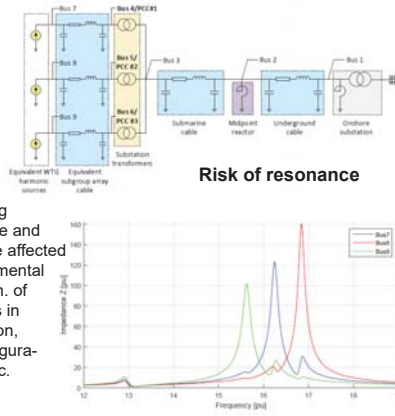 Bus 7
Bus 4/PCC#1
Bus 8
Bus 5/
PCC #2
Bus 3
Bus 2
Bus 1
Bus 9
Bus 6/
PCC #3
Equivalent WTG
harmonic
sources
Equivalent
subgroup array
cable
Substation
transformers
Submarine
cable
Midpoint
reactor
Underground
cable
Onshore
substation
Risk of resonance
e and
e affected
mental
n. of
s in
on,
gura-
c.
Impedance Z [pu]
160
140
120
100
80
60
40
20
0
12
13
14
15
16
17
18
Frequency [pu]
Bus7
Bus8
Bus9